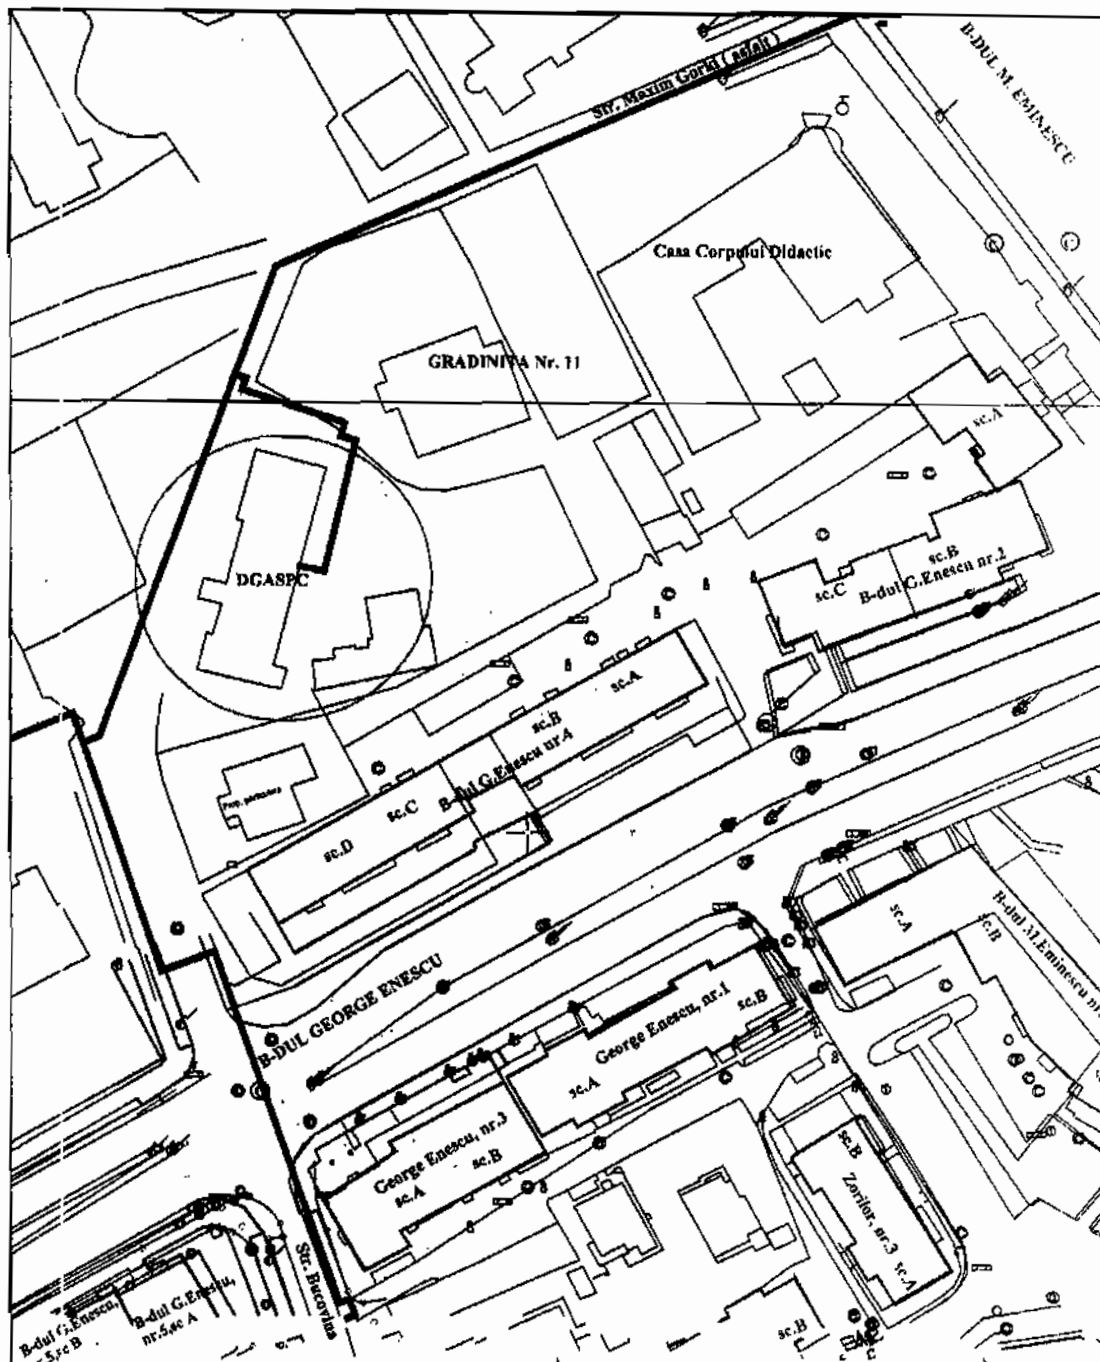 Str. Maxim Gorki ( asfalt )
B-DUL M. EMINESCU
Casa Corpului Didactic
GRADINITA Nr. 11
sc.A
DGASPC
sc.B
sc.C
B-dul G.Enescu nr.2
sc.A
sc.B
B-dul G.Enescu nr.4
sc.C
sc.D
B-DUL GEORGE ENESCU
sc.A
sc.B
B-dul M.Eminescu
George Enescu, nr.1
sc.B
sc.A
George Enescu, nr.3
sc.B
sc.A
sc.B
Zorilor, nr.3
sc.A
Str. Bucovina
B-dul G.Enescu,
nr.5,sc A
B-dul G.Enescu,
5,sc B
sc.B